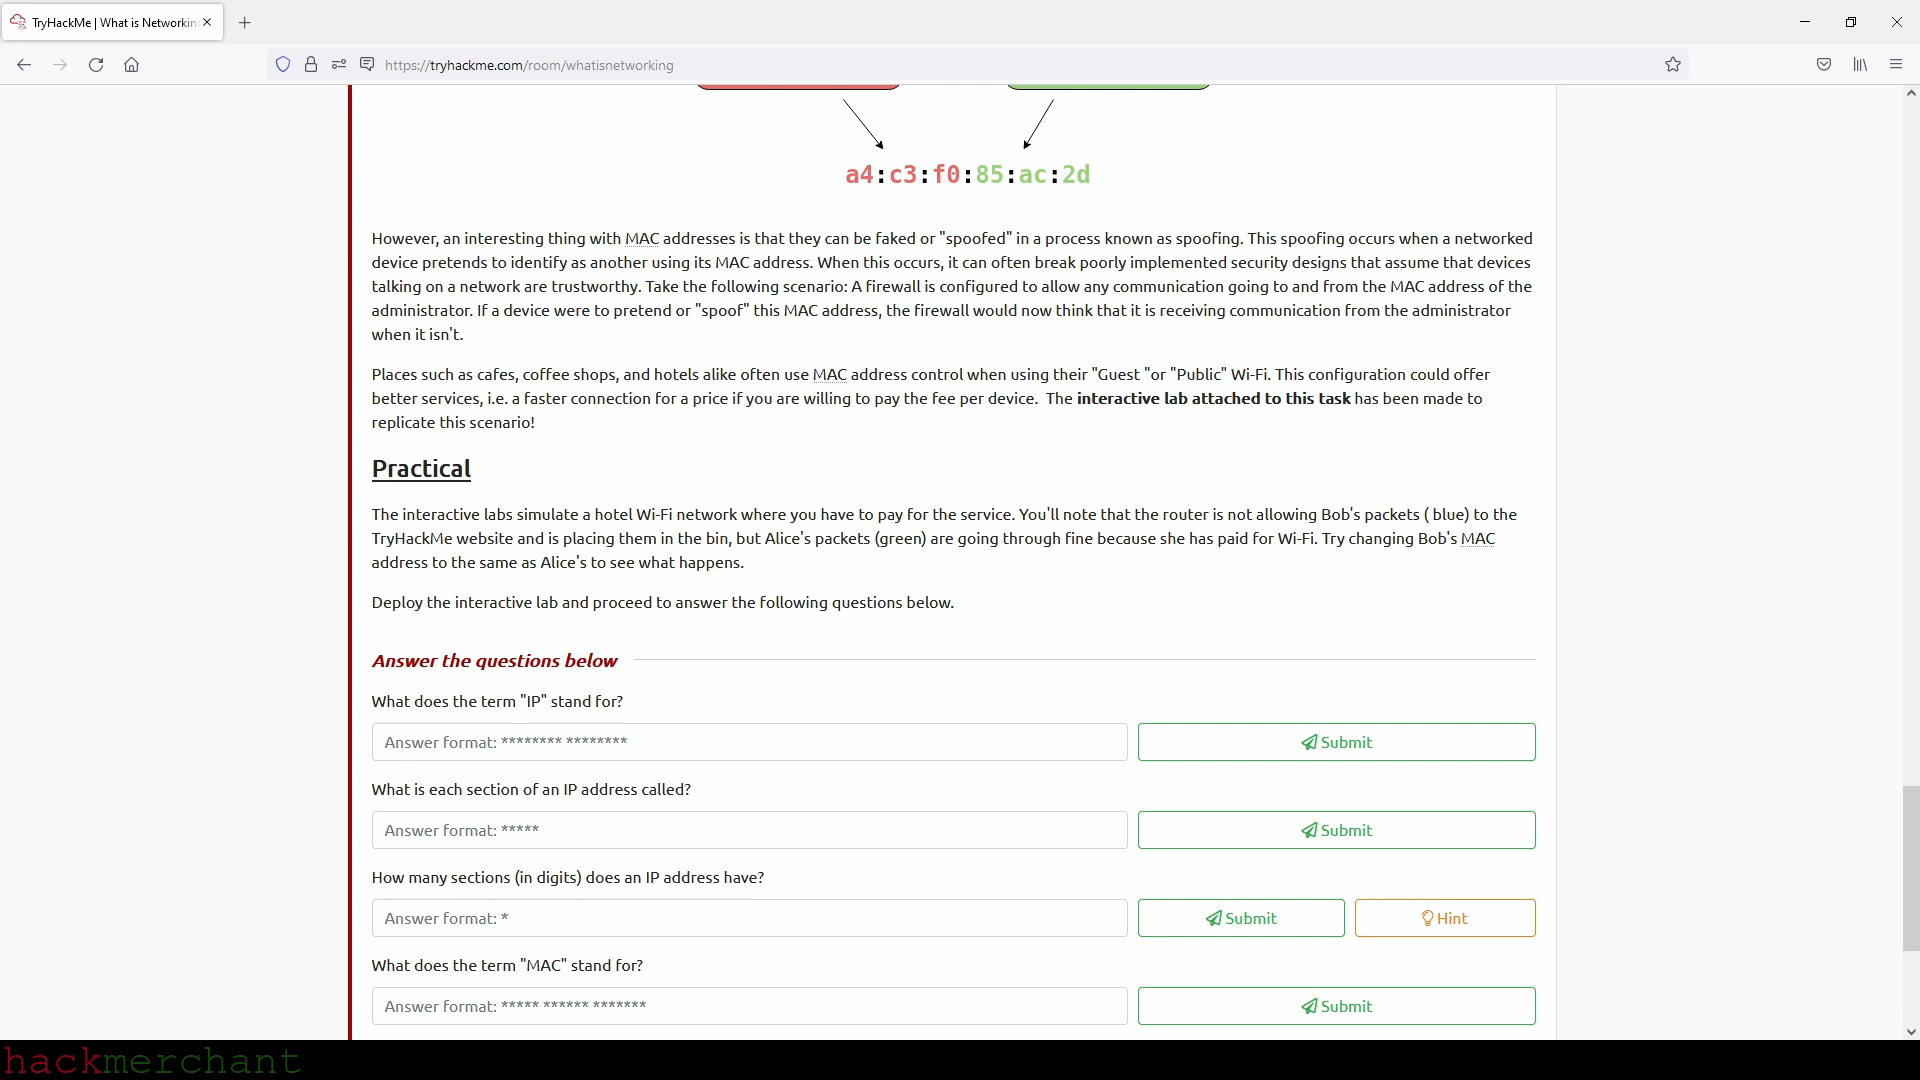 TryHackMe | What is Networkin
https://tryhackme.com/room/whatisnetworking
a4:c3:f0:85:ac:2d
However, an interesting thing with MAC addresses is that they can be faked or "spoofed" in a process known as spoofing. This spoofing occurs when a networked
device pretends to identify as another using its MAC address. When this occurs, it can often break poorly implemented security designs that assume that devices
talking on a network are trustworthy. Take the following scenario: A firewall is configured to allow any communication going to and from the MAC address of the
administrator. If a device were to pretend or "spoof" this MAC address, the firewall would now think that it is receiving communication from the administrator
when it isn't.
Places such as cafes, coffee shops, and hotels alike often use MAC address control when using their "Guest "or "Public" Wi-Fi. This configuration could offer
better services, i.e. a faster connection for a price if you are willing to pay the fee per device.  The interactive lab attached to this task has been made to
replicate this scenario!
Practical
The interactive labs simulate a hotel Wi-Fi network where you have to pay for the service. You'll note that the router is not allowing Bob's packets ( blue) to the
TryHackMe website and is placing them in the bin, but Alice's packets (green) are going through fine because she has paid for Wi-Fi. Try changing Bob's MAC
address to the same as Alice's to see what happens.
Deploy the interactive lab and proceed to answer the following questions below.
Answer the questions below
What does the term "IP" stand for?
Answer format: ******** ******** Submit
What is each section of an IP address called?
Answer format: ***** Submit
How many sections (in digits) does an IP address have?
Answer format: * Submit Hint
What does the term "MAC" stand for?
Answer format: ***** ****** ******* Submit
hackmerchant